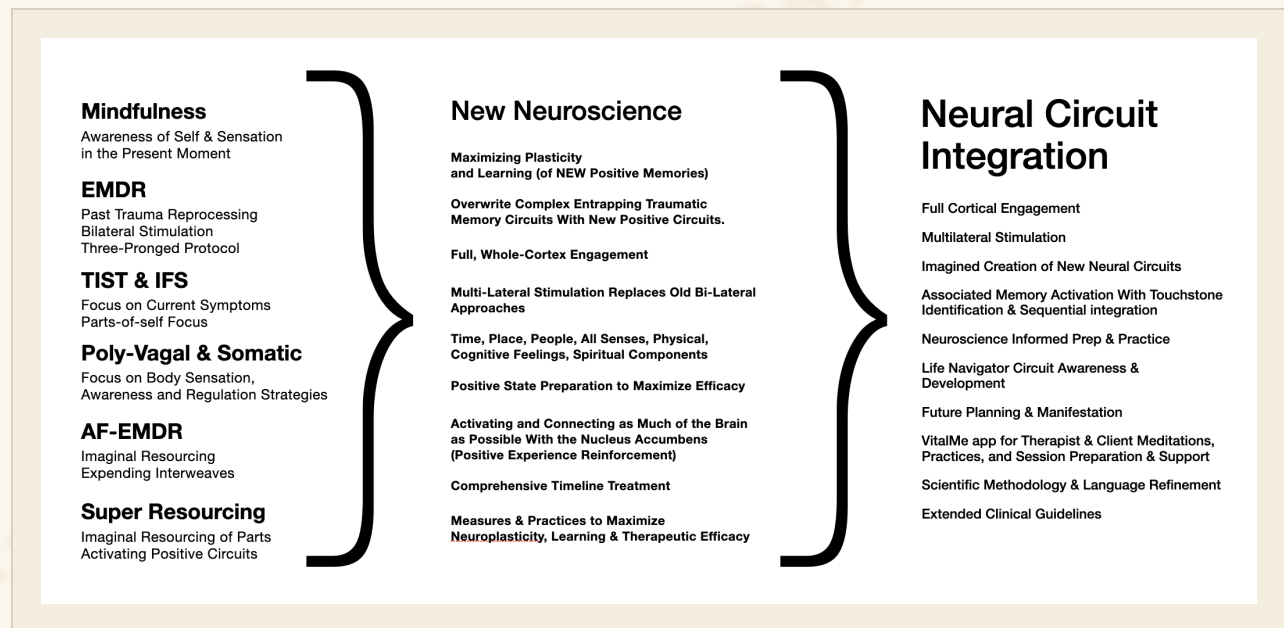 Mindfulness
Awareness of Self & Sensation
in the Present Moment
EMDR
Past Trauma Reprocessing
Bilateral Stimulation
Three-Pronged Protocol
TIST & IFS
Focus on Current Symptoms
Parts-of-self Focus
Poly-Vagal & Somatic
Focus on Body Sensation,
Awareness and Regulation Strategies
AF-EMDR
Imaginal Resourcing
Expending Interweaves
Super Resourcing
Imaginal Resourcing of Parts
Activating Positive Circuits
New Neuroscience
Maximizing Plasticity
and Learning (of NEW Positive Memories)
Overwrite Complex Entrapping Traumatic
Memory Circuits With New Positive Circuits.
Full, Whole-Cortex Engagement
Multi-Lateral Stimulation Replaces Old Bi-Lateral
Approaches
Time, Place, People, All Senses, Physical,
Cognitive Feelings, Spiritual Components
Positive State Preparation to Maximize Efficacy
Activating and Connecting as Much of the Brain
as Possible With the Nucleus Accumbens
(Positive Experience Reinforcement)
Comprehensive Timeline Treatment
Measures & Practices to Maximize
Neuroplasticity, Learning & Therapeutic Efficacy
Neural Circuit
Integration
Full Cortical Engagement
Multilateral Stimulation
Imagined Creation of New Neural Circuits
Associated Memory Activation With Touchstone
Identification & Sequential integration
Neuroscience Informed Prep & Practice
Life Navigator Circuit Awareness &
Development
Future Planning & Manifestation
VitalMe app for Therapist & Client Meditations,
Practices, and Session Preparation & Support
Scientific Methodology & Language Refinement
Extended Clinical Guidelines